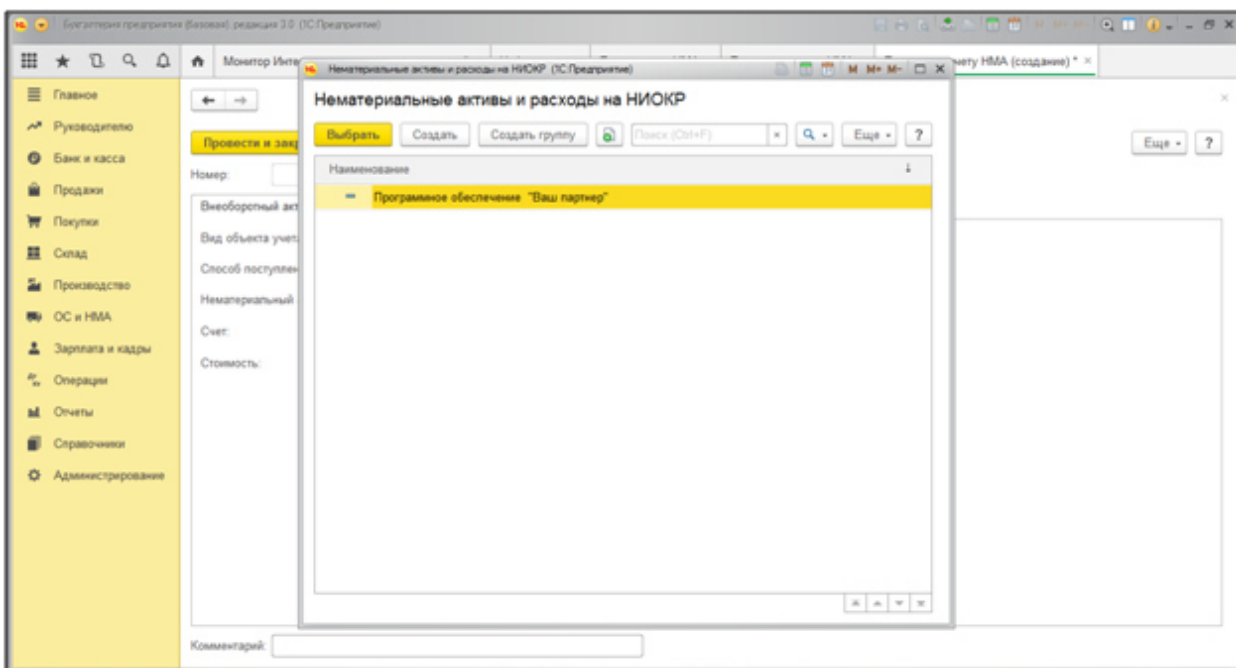 Бухгалтерия предприятия (базовая), редакция 3.0 (1С:Предприятие)
M M+ M-
Монитор Инте
чету НМА (создание) * ×
Нематериальные активы и расходы на НИОКР (1С:Предприятие)
M M+ M-
Нематериальные активы и расходы на НИОКР
Выбрать
Создать
Создать группу
Поиск (Ctrl+F)
×
Еще
?
Наименование
Программное обеспечение "Ваш партнер"
Главное
Руководителю
Банк и касса
Продажи
Покупки
Склад
Производство
ОС и НМА
Зарплата и кадры
Операции
Отчеты
Справочники
Администрирование
Провести и закр
Еще
?
Номер:
Внеоборотный акт
Вид объекта учет
Способ поступлен
Нематериальный
Счет:
Стоимость:
Комментарий: